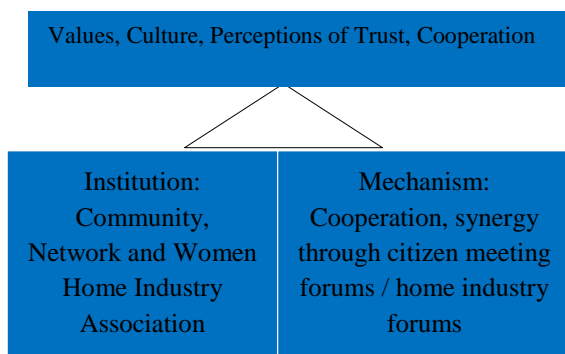 Values, Culture, Perceptions of Trust, Cooperation
Institution:
Community,
Network and Women
Home Industry
Association
Mechanism:
Cooperation, synergy
through citizen meeting
forums / home industry
forums